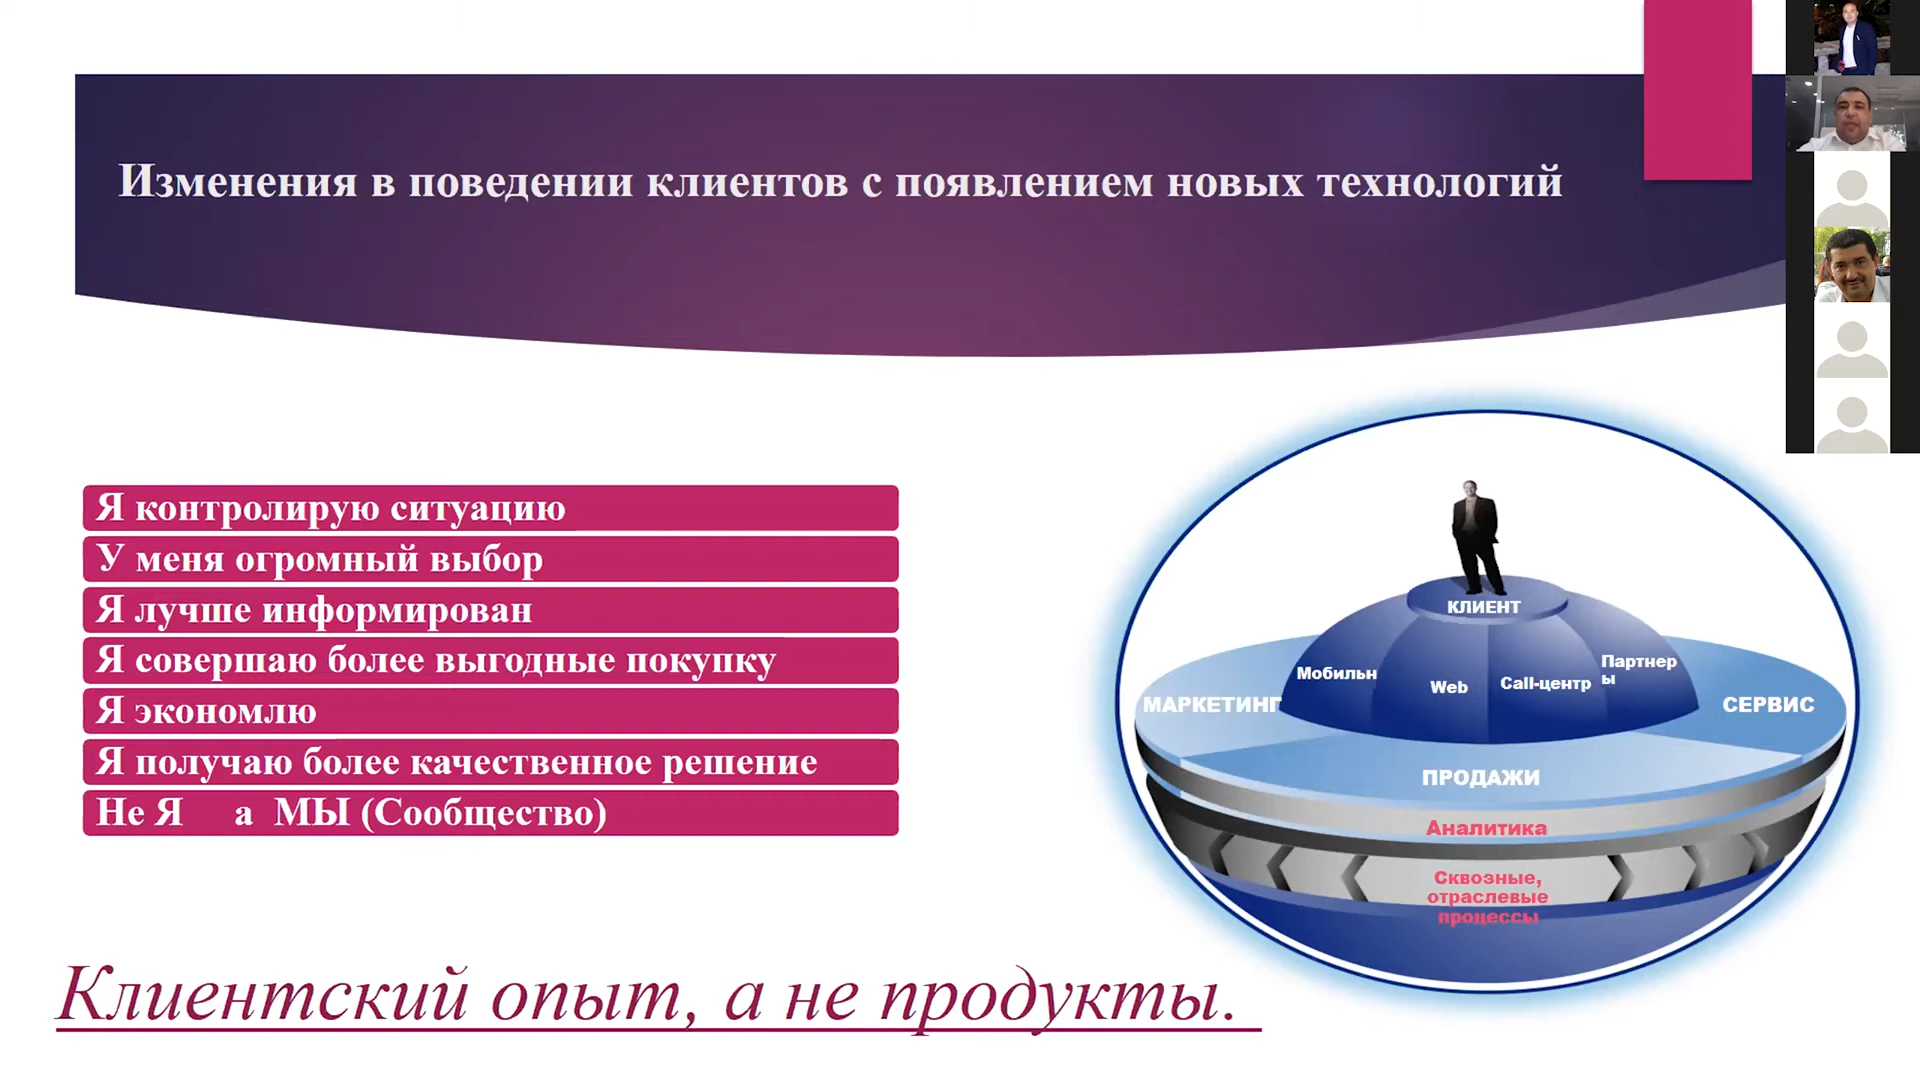 Изменения в поведении клиентов с появлением новых технологий
Я контролирую ситуацию
У меня огромный выбор
Я лучше информирован
Я совершаю более выгодные покупку
Я экономлю
Я получаю более качественное решение
Не Я а МЫ (Сообщество)
КЛИЕНТ
Мобильн
Web
Call-центр
Партнер
ы
МАРКЕТИНГ
СЕРВИС
ПРОДАЖИ
Аналитика
Сквозные,
отраслевые
процессы
Клиентский опыт, а не продукты.